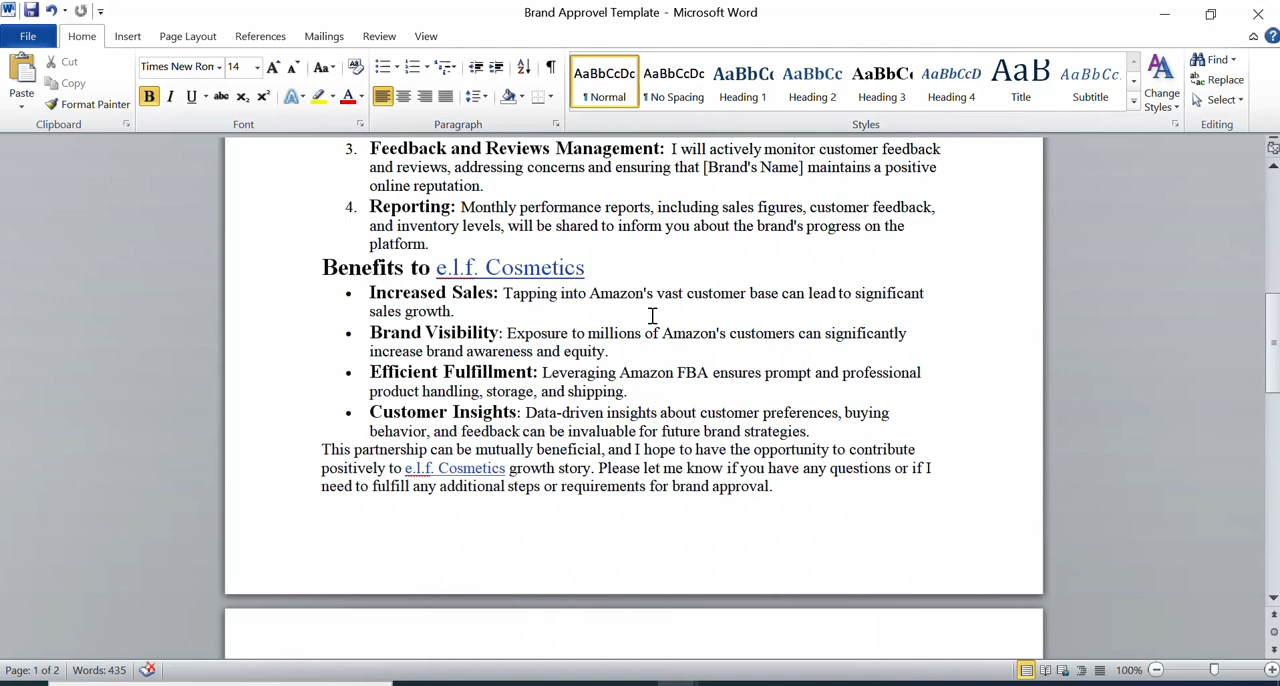 Brand Approvel Template - Microsoft Word
File Home Insert Page Layout References Mailings Review View
Paste
Cut
Copy
Format Painter
Clipboard
Times New Ron 14
Font
Paragraph
AaBbCcDc AaBbCcDc AaBbCc AaBbCc AaBbCc AaBbCcD AaB AaBbCc.
¶ Normal ¶ No Spacing Heading 1 Heading 2 Heading 3 Heading 4 Title Subtitle
Change Styles
Styles
Find
Replace
Select
Editing
3. Feedback and Reviews Management: I will actively monitor customer feedback
and reviews, addressing concerns and ensuring that [Brand's Name] maintains a positive
online reputation.
4. Reporting: Monthly performance reports, including sales figures, customer feedback,
and inventory levels, will be shared to inform you about the brand's progress on the
platform.
Benefits to e.l.f. Cosmetics
• Increased Sales: Tapping into Amazon's vast customer base can lead to significant
sales growth.
• Brand Visibility: Exposure to millions of Amazon's customers can significantly
increase brand awareness and equity.
• Efficient Fulfillment: Leveraging Amazon FBA ensures prompt and professional
product handling, storage, and shipping.
• Customer Insights: Data-driven insights about customer preferences, buying
behavior, and feedback can be invaluable for future brand strategies.
This partnership can be mutually beneficial, and I hope to have the opportunity to contribute
positively to e.l.f. Cosmetics growth story. Please let me know if you have any questions or if I
need to fulfill any additional steps or requirements for brand approval.
Page: 1 of 2 Words: 435 100%